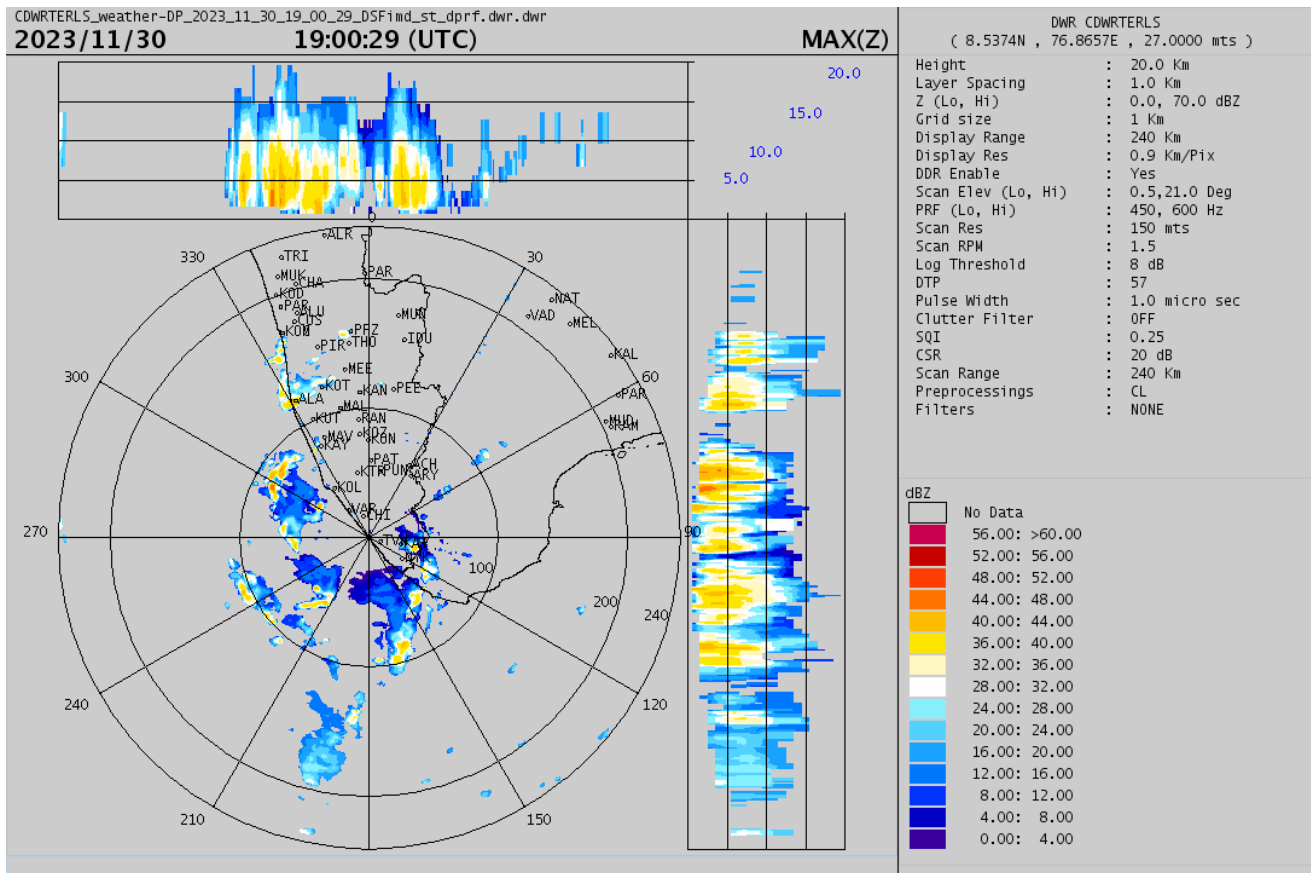 CDWRTERLS_weather-DP_2023_11_30_19_00_29_DSFimd_st_dprf.dwr.dwr
2023/11/30 19:00:29 (UTC) MAX(Z)
20.0
15.0
10.0
5.0
0
ALR
330
TRI
30
MUK
CHA
PAR
KOD
NAT
PAR
ALU
MUN
VAD
CUS
MEL
KOM
PRZ
PIR
THO
IDU
KAL
MEE
300
60
KOT
KAN
PEE
PAR
ALA
MAL
KUT
RAN
MUD
RAM
MAV
KOZ
KON
KAY
PAT
ACH
KTR
PUN
ARY
KOL
VAR
CHI
270
TVM
90
100
200
240
240
120
210
150
DWR CDWRTERLS
( 8.5374N , 76.8657E , 27.0000 mts )
Height : 20.0 Km
Layer Spacing : 1.0 Km
Z (Lo, Hi) : 0.0, 70.0 dBZ
Grid size : 1 Km
Display Range : 240 Km
Display Res : 0.9 Km/Pix
DDR Enable : Yes
Scan Elev (Lo, Hi) : 0.5,21.0 Deg
PRF (Lo, Hi) : 450, 600 Hz
Scan Res : 150 mts
Scan RPM : 1.5
Log Threshold : 8 dB
DTP : 57
Pulse Width : 1.0 micro sec
Clutter Filter : OFF
SQI : 0.25
CSR : 20 dB
Scan Range : 240 Km
Preprocessings : CL
Filters : NONE
dBZ
No Data
56.00: >60.00
52.00: 56.00
48.00: 52.00
44.00: 48.00
40.00: 44.00
36.00: 40.00
32.00: 36.00
28.00: 32.00
24.00: 28.00
20.00: 24.00
16.00: 20.00
12.00: 16.00
8.00: 12.00
4.00: 8.00
0.00: 4.00